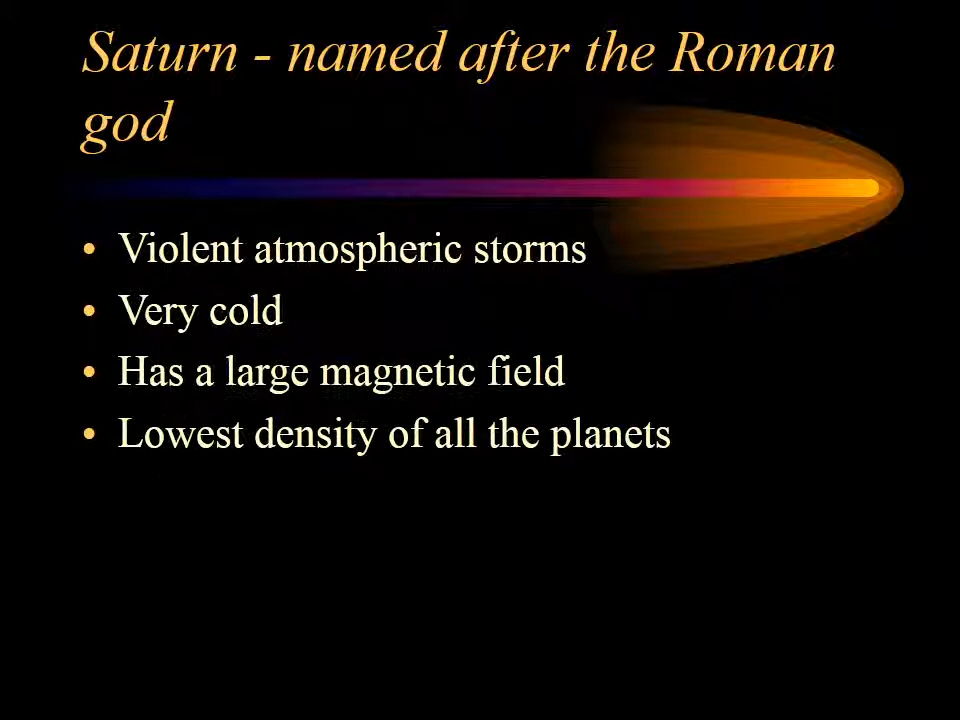 Saturn - named after the Roman
god
• Violent atmospheric storms
• Very cold
• Has a large magnetic field
• Lowest density of all the planets